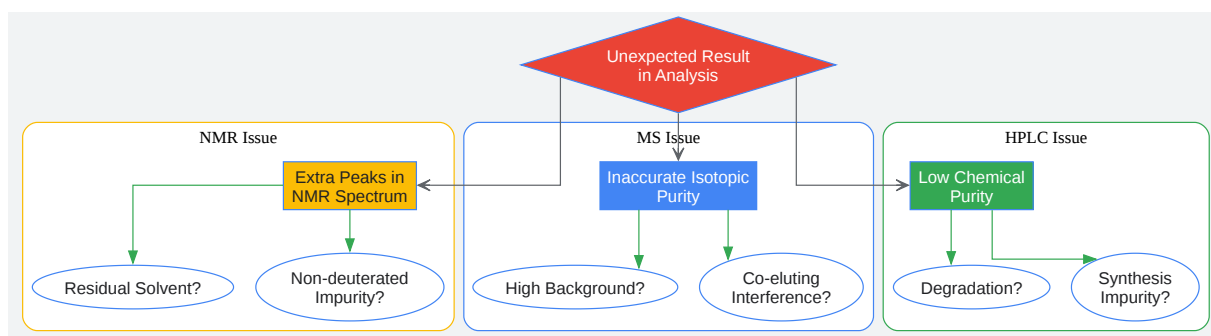 Unexpected Result
in Analysis
NMR Issue
MS Issue
HPLC Issue
Extra Peaks in
NMR Spectrum
Inaccurate Isotopic
Purity
Low Chemical
Purity
Residual Solvent?
Non-deuterated
Impurity?
High Background?
Co-eluting
Interference?
Degradation?
Synthesis
Impurity?